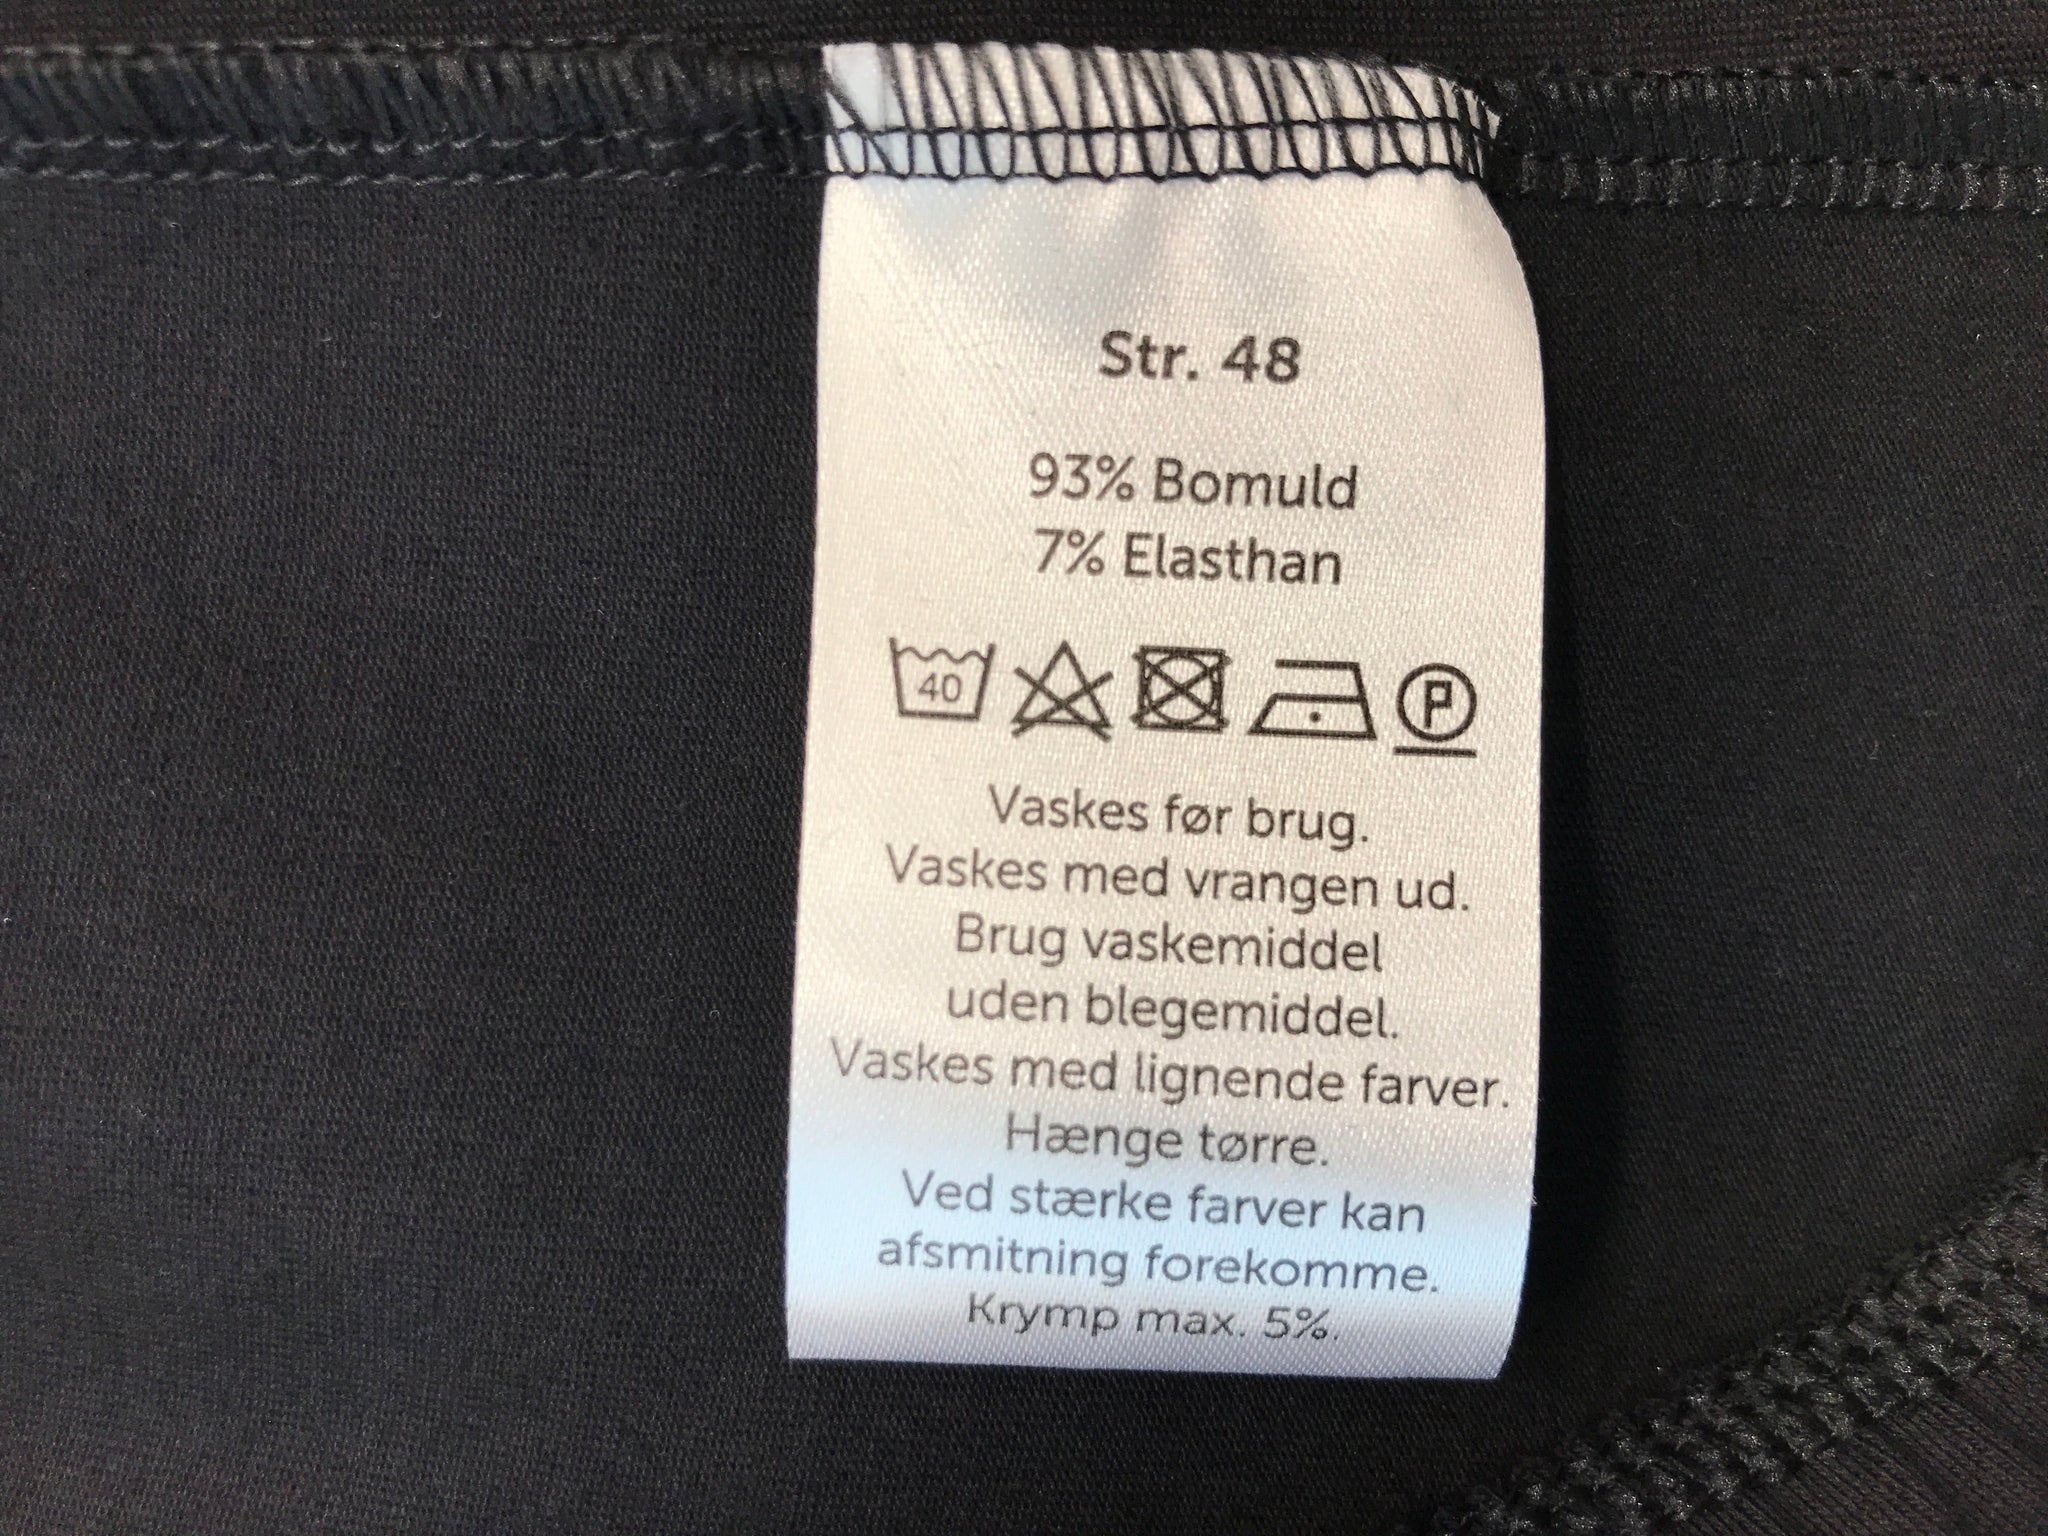 Str. 48
93% Bomuld
7% Elasthan
40 P
Vaskes før brug.
Vaskes med vrangen ud.
Brug vaskemiddel
uden blegemiddel.
Vaskes med lignende farver.
Hænge tørre.
Ved stærke farver kan
afsmitning forekomme.
Krymp max. 5%.